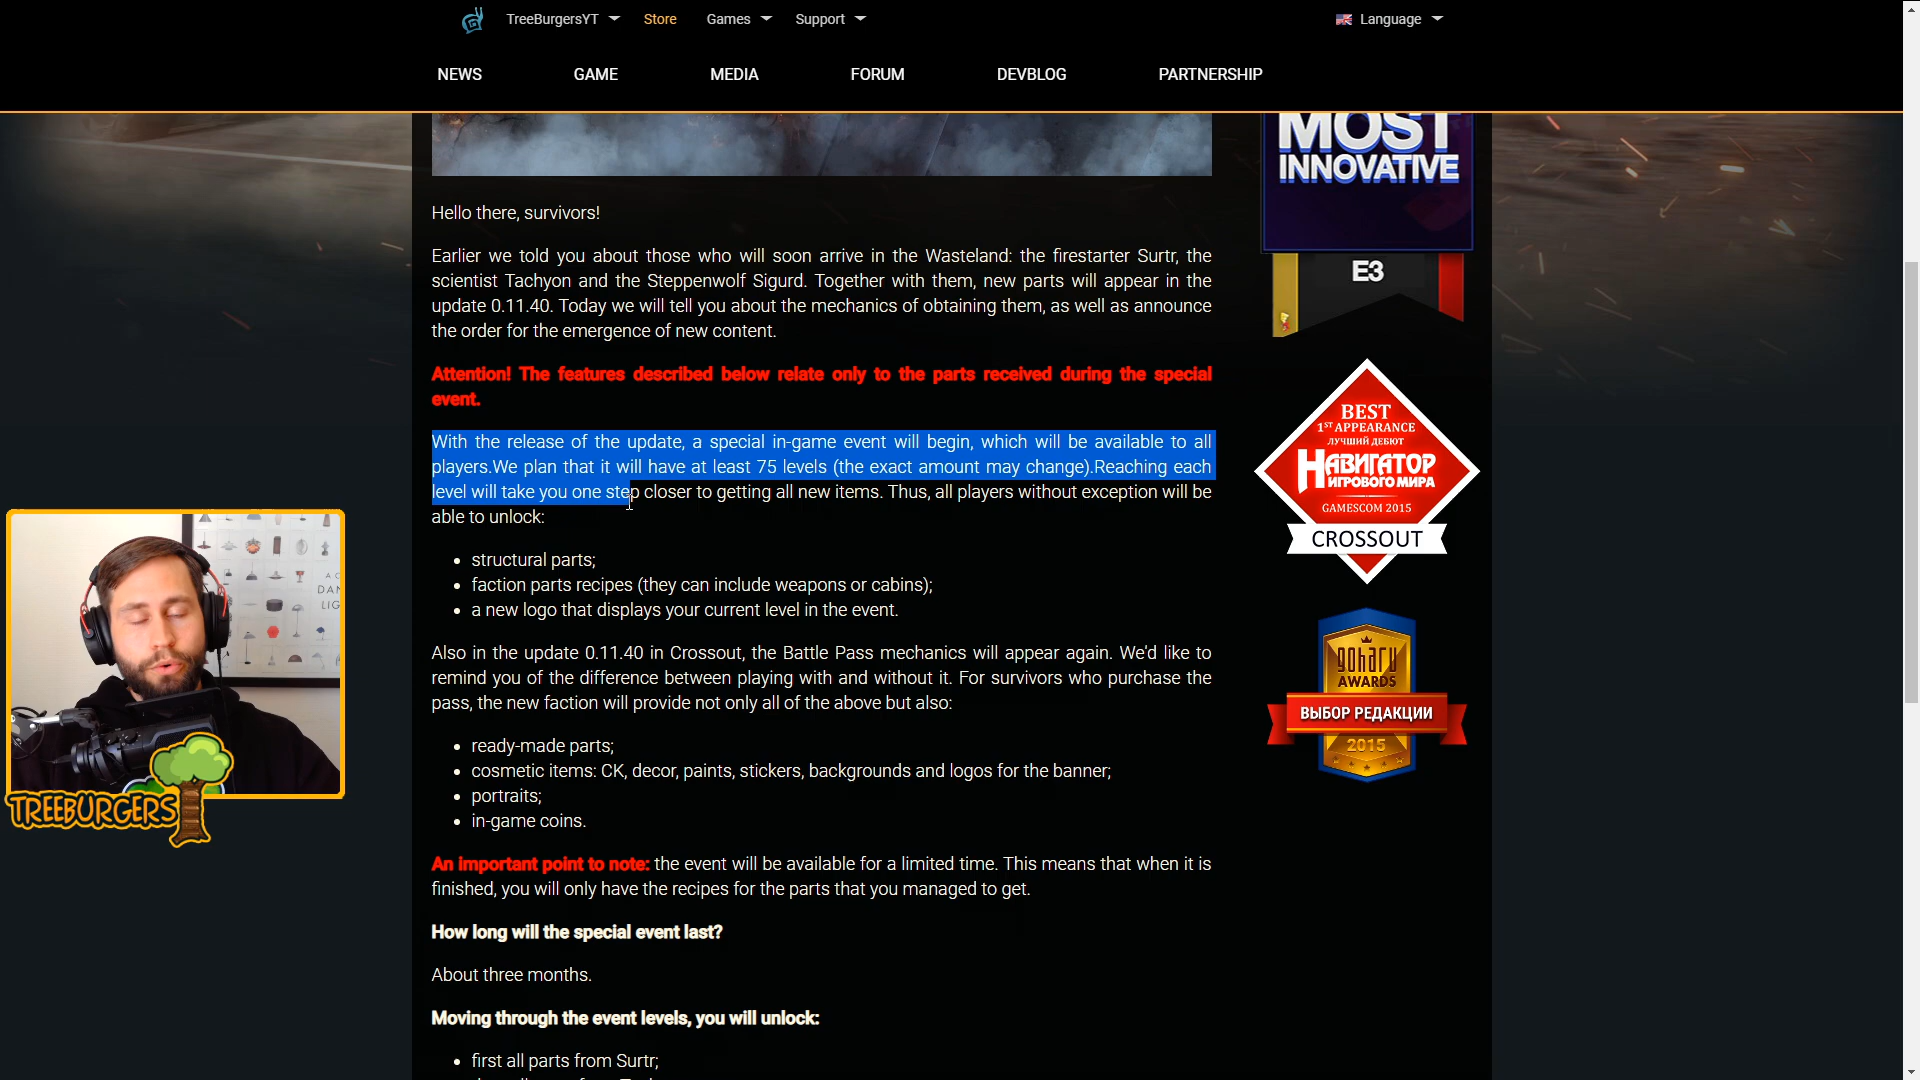 TreeBurgersYT Store Games Support Language
NEWS GAME MEDIA FORUM DEVBLOG PARTNERSHIP
MOST
INNOVATIVE
E3
Hello there, survivors!
Earlier we told you about those who will soon arrive in the Wasteland: the firestarter Surtr, the
scientist Tachyon and the Steppenwolf Sigurd. Together with them, new parts will appear in the
update 0.11.40. Today we will tell you about the mechanics of obtaining them, as well as announce
the order for the emergence of new content.
Attention! The features described below relate only to the parts received during the special
event.
With the release of the update, a special in-game event will begin, which will be available to all
players.We plan that it will have at least 75 levels (the exact amount may change).Reaching each
level will take you one step closer to getting all new items. Thus, all players without exception will be
able to unlock:
structural parts;
faction parts recipes (they can include weapons or cabins);
a new logo that displays your current level in the event.
Also in the update 0.11.40 in Crossout, the Battle Pass mechanics will appear again. We'd like to
remind you of the difference between playing with and without it. For survivors who purchase the
pass, the new faction will provide not only all of the above but also:
ready-made parts;
cosmetic items: CK, decor, paints, stickers, backgrounds and logos for the banner;
portraits;
in-game coins.
An important point to note: the event will be available for a limited time. This means that when it is
finished, you will only have the recipes for the parts that you managed to get.
How long will the special event last?
About three months.
Moving through the event levels, you will unlock:
first all parts from Surtr;
BEST
1ST APPEARANCE
ЛУЧШИЙ ДЕБЮТ
НАВИГАТОР
ИГРОВОГО МИРА
GAMESCOM 2015
CROSSOUT
goharu
AWARDS
ВЫБОР РЕДАКЦИИ
2015
DAN
LIG
TREEBURGERS